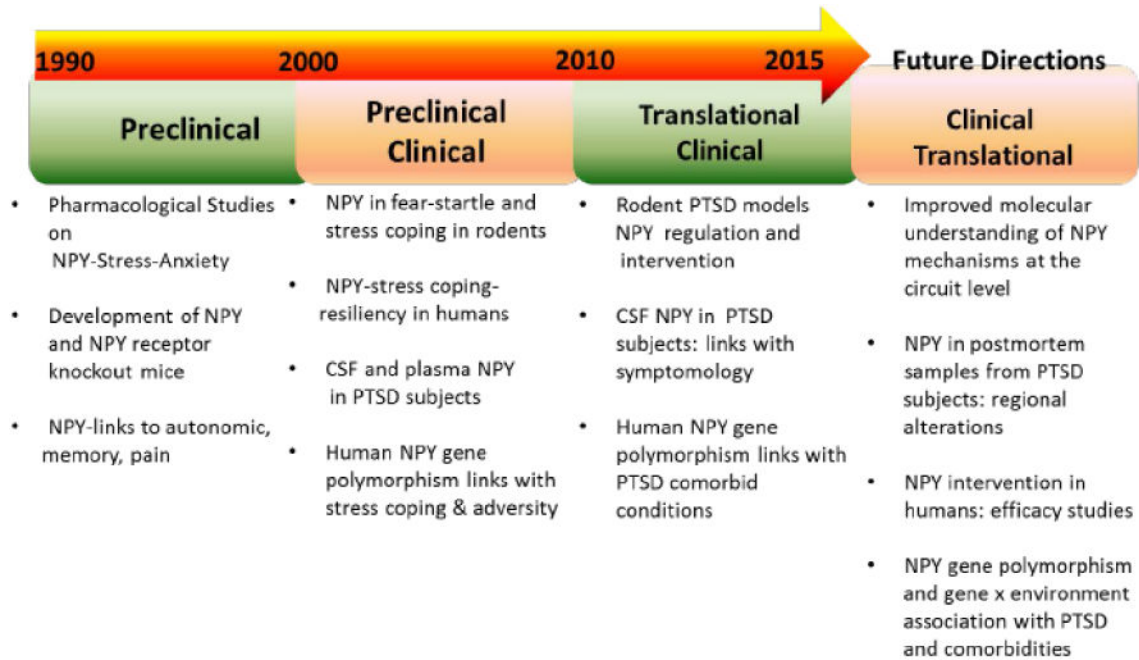 1990 2000 2010 2015 Future Directions
Preclinical
Preclinical
Clinical
Translational
Clinical
Clinical
Translational
• Pharmacological Studies
on
NPY-Stress-Anxiety
• Development of NPY
and NPY receptor
knockout mice
• NPY-links to autonomic,
memory, pain
• NPY in fear-startle and
stress coping in rodents
• NPY-stress coping-
resiliency in humans
• CSF and plasma NPY
in PTSD subjects
• Human NPY gene
polymorphism links with
stress coping & adversity
• Rodent PTSD models
NPY regulation and
intervention
• CSF NPY in PTSD
subjects: links with
symptomology
• Human NPY gene
polymorphism links with
PTSD comorbid
conditions
• Improved molecular
understanding of NPY
mechanisms at the
circuit level
• NPY in postmortem
samples from PTSD
subjects: regional
alterations
• NPY intervention in
humans: efficacy studies
• NPY gene polymorphism
and gene x environment
association with PTSD
and comorbidities